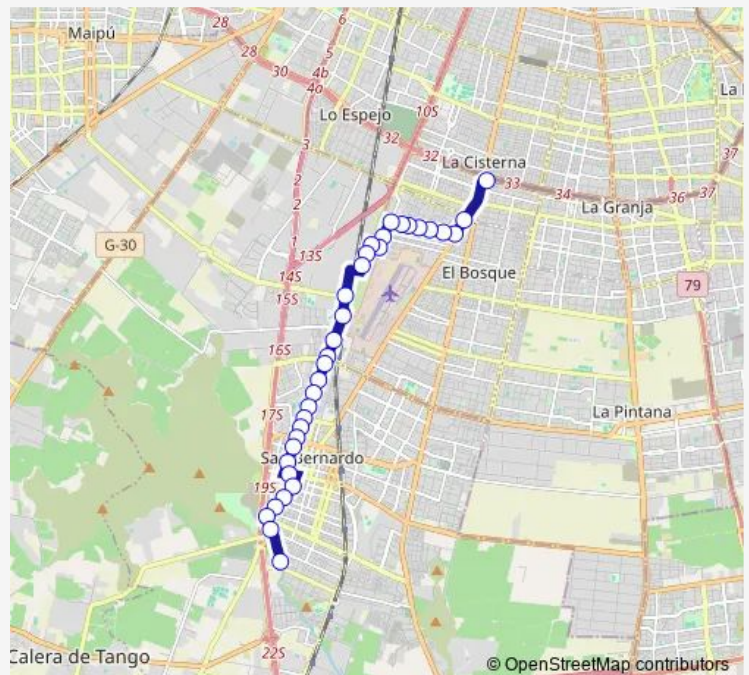 28
6
Maipú
28
5
30
4b
4a
Lo Espejo
10S
32
3
32
La Cisterna
37
33
34
36
37
2
La Granja
2
1
13S
G-30
14S
El Bosque
79
15S
16S
17S
La Pintana
San Bernardo
19S
22S
Calera de Tango
© OpenStreetMap contributors